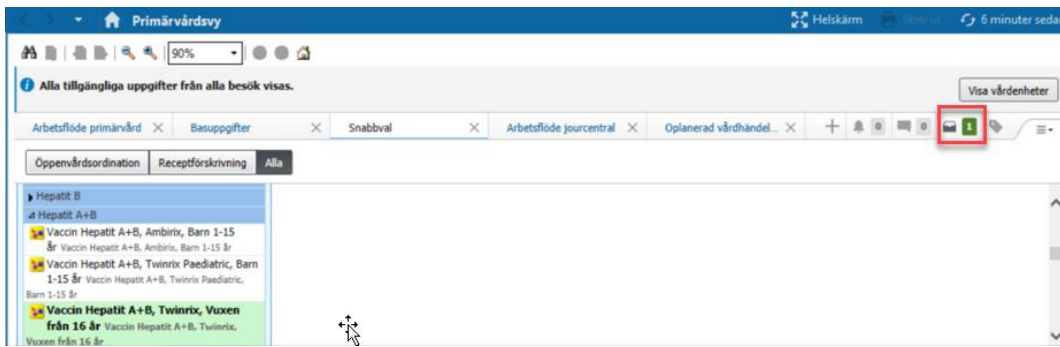 Primärvårdsvy Helskärm Skriv ut 6 minuter sedan
90%
Alla tillgängliga uppgifter från alla besök visas.
Visa vårdenheter
Arbetsflöde primärvård Basuppgifter Snabbval Arbetsflöde jourcentral Oplanerad vårdhändel... 0 0 1
Öppenvårdsordination Receptförskrivning Alla
Hepatit B
Hepatit A+B
Vaccin Hepatit A+B, Ambirix, Barn 1-15
år Vaccin Hepatit A+B, Ambirix, Barn 1-15 år
Vaccin Hepatit A+B, Twinrix Paediatric, Barn
1-15 år Vaccin Hepatit A+B, Twinrix Paediatric,
Barn 1-15 år
Vaccin Hepatit A+B, Twinrix, Vuxen
från 16 år Vaccin Hepatit A+B, Twinrix,
Vuxen från 16 år